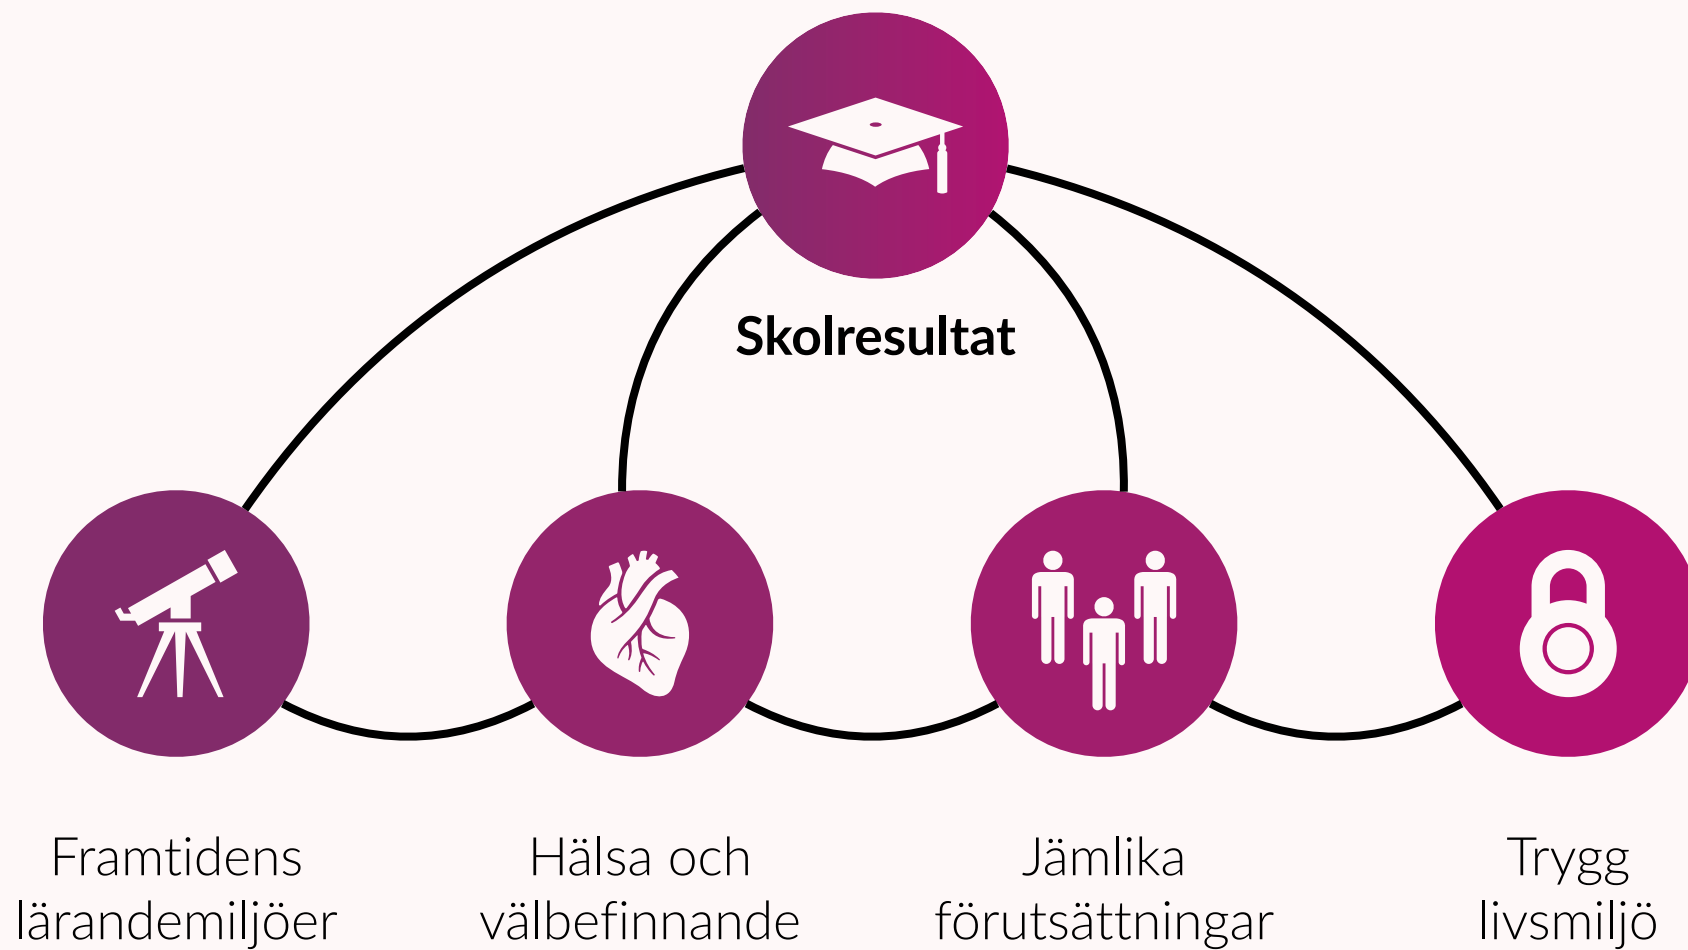 Skolresultat
Framtidens
lärandemiljöer
Hälsa och
välbefinnande
Jämlika
förutsättningar
Trygg
livsmiljö